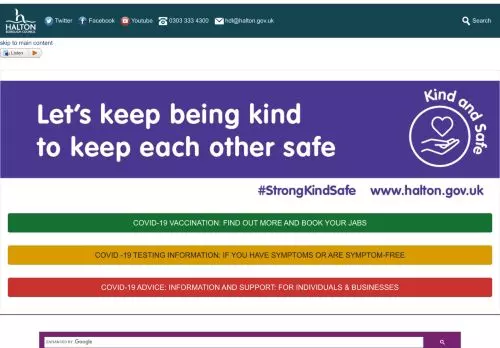 HALTON
BOROUGH COUNCIL
Twitter Facebook Youtube 0303 333 4300 hdl@halton.gov.uk Search
skip to main content
Listen
Let's keep being kind
to keep each other safe
Kind and Safe
#StrongKindSafe www.halton.gov.uk
COVID-19 VACCINATION: FIND OUT MORE AND BOOK YOUR JABS
COVID -19 TESTING INFORMATION: IF YOU HAVE SYMPTOMS OR ARE SYMPTOM-FREE
COVID-19 ADVICE: INFORMATION AND SUPPORT: FOR INDIVIDUALS & BUSINESSES
ENHANCED BY Google